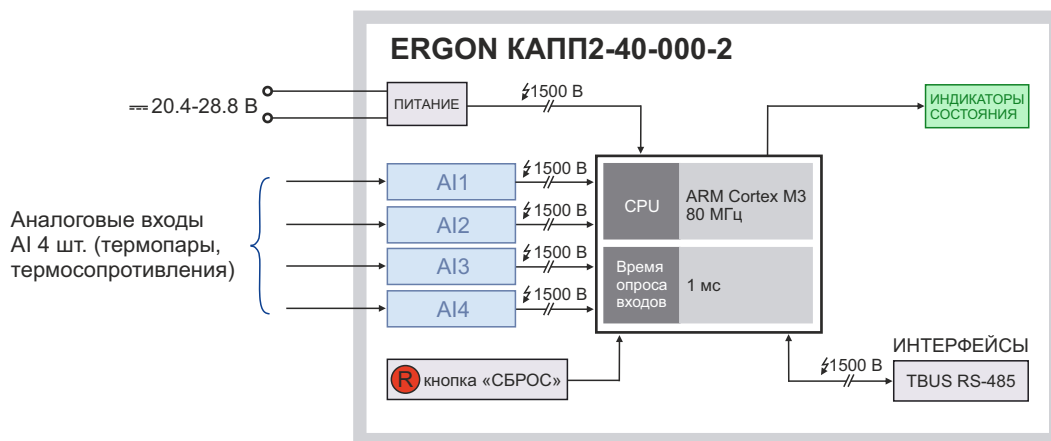 ERGON КАПП2-40-000-2
⎓ 20.4-28.8 В
ПИТАНИЕ
1500 В
ИНДИКАТОРЫ
СОСТОЯНИЯ
Аналоговые входы
AI 4 шт. (термопары,
термосопротивления)
AI1
1500 В
AI2
1500 В
AI3
1500 В
AI4
1500 В
CPU
ARM Cortex M3
80 МГц
Время
опроса
входов
1 мс
R кнопка «СБРОС»
ИНТЕРФЕЙСЫ
1500 В
TBUS RS-485